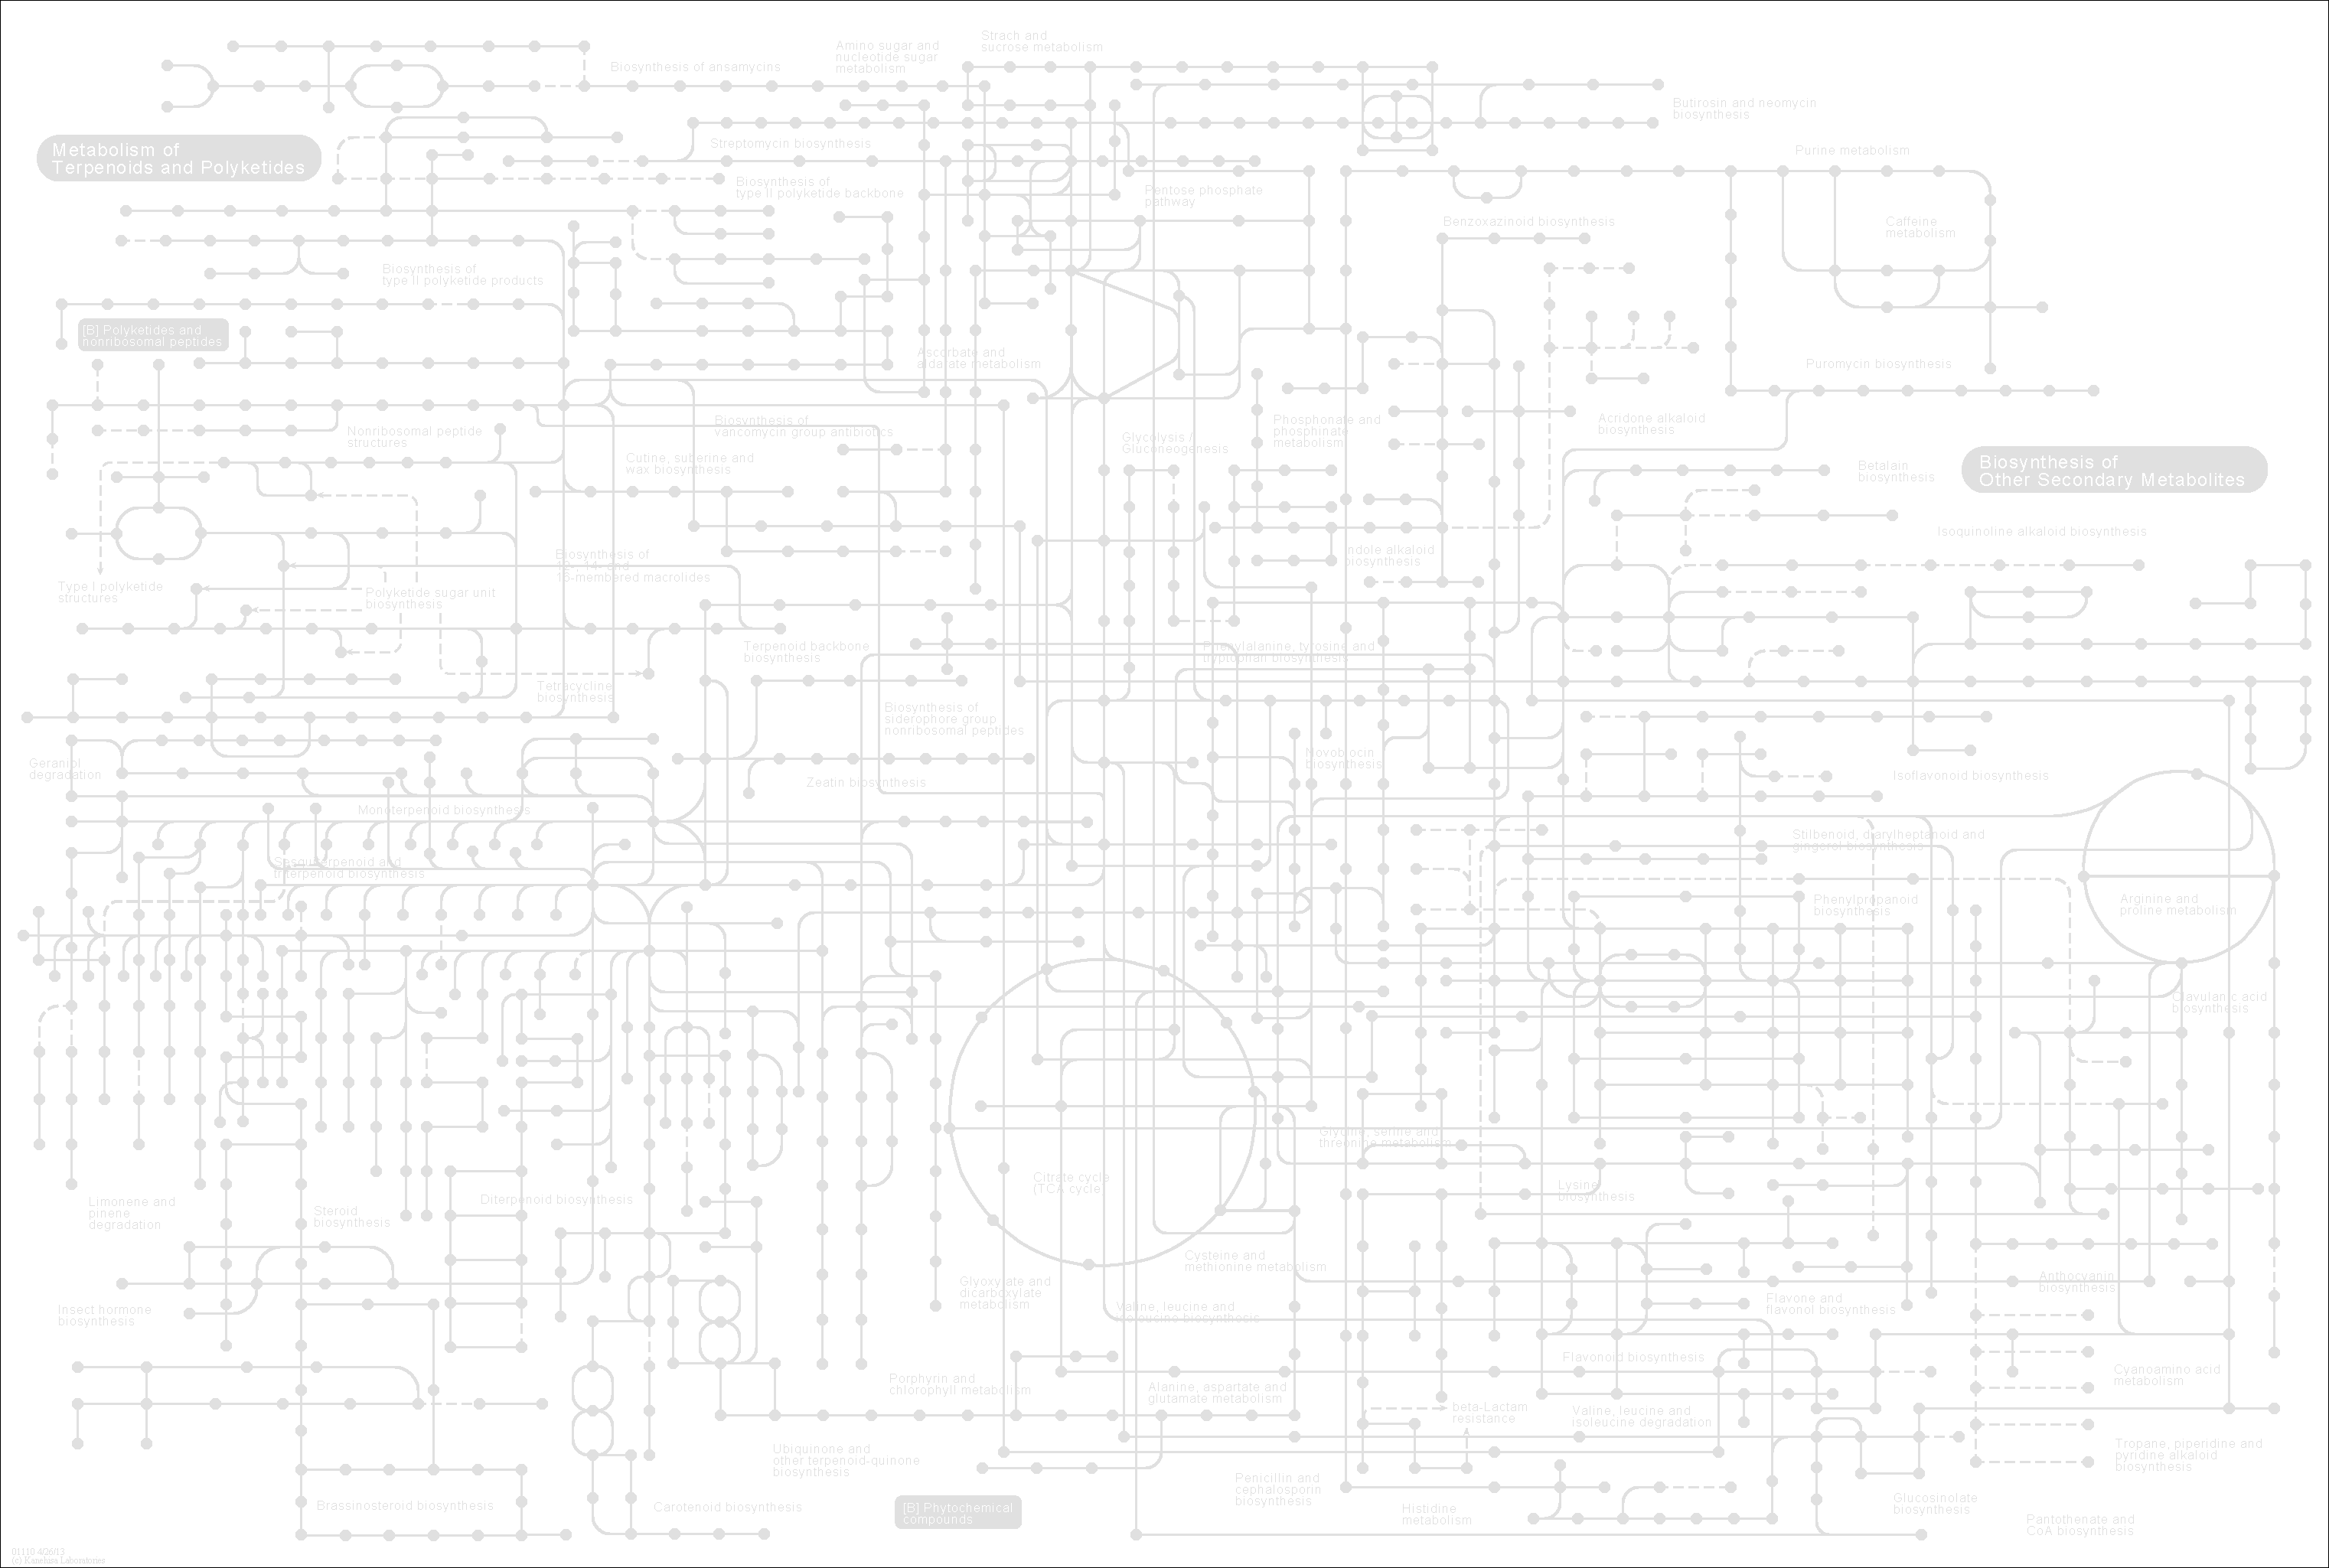 Strach and
sucrose metabolism
Amino sugar and
nucleotide sugar
metabolism
Biosynthesis of ansamycins
Butirosin and neomycin
biosynthesis
Metabolism of
Terpenoids and Polyketides
Streptomycin biosynthesis
Purine metabolism
Biosynthesis of
type II polyketide backbone
Pentose phosphate
pathway
Benzoxazinoid biosynthesis
Caffeine
metabolism
Biosynthesis of
type II polyketide products
[B] Polyketides and
nonribosomal peptides
Ascorbate and
aldarate metabolism
Puromycin biosynthesis
Nonribosomal peptide
structures
Biosynthesis of
vancomycin group antibiotics
Glycolysis /
Gluconeogenesis
Phosphonate and
phosphinate
metabolism
Acridone alkaloid
biosynthesis
Cutine, suberine and
wax biosynthesis
Betalain
biosynthesis
Biosynthesis of
Other Secondary Metabolites
Isoquinoline alkaloid biosynthesis
Indole alkaloid
biosynthesis
Biosynthesis of
12-, 14- and
16-membered macrolides
Type I polyketide
structures
Polyketide sugar unit
biosynthesis
Terpenoid backbone
biosynthesis
Phenylalanine, tyrosine and
tryptophan biosynthesis
Tetracycline
biosynthesis
Biosynthesis of
siderophore group
nonribosomal peptides
Novobiocin
biosynthesis
Geraniol
degradation
Zeatin biosynthesis
Isoflavonoid biosynthesis
Monoterpenoid biosynthesis
Stilbenoid, diarylheptanoid and
gingerol biosynthesis
Sesquiterpenoid and
triterpenoid biosynthesis
Phenylpropanoid
biosynthesis
Arginine and
proline metabolism
Clavulanic acid
biosynthesis
Glycine, serine and
threonine metabolism
Citrate cycle
(TCA cycle)
Lysine
biosynthesis
Limonene and
pinene
degradation
Steroid
biosynthesis
Diterpenoid biosynthesis
Cysteine and
methionine metabolism
Glyoxylate and
dicarboxylate
metabolism
Anthocyanin
biosynthesis
Insect hormone
biosynthesis
Valine, leucine and
isoleucine biosynthesis
Flavone and
flavonol biosynthesis
Flavonoid biosynthesis
Porphyrin and
chlorophyll metabolism
Alanine, aspartate and
glutamate metabolism
Cyanoamino acid
metabolism
beta-Lactam
resistance
Valine, leucine and
isoleucine degradation
Ubiquinone and
other terpenoid-quinone
biosynthesis
Tropane, piperidine and
pyridine alkaloid
biosynthesis
Penicillin and
cephalosporin
biosynthesis
Brassinosteroid biosynthesis
Carotenoid biosynthesis
[B] Phytochemical
compounds
Histidine
metabolism
Glucosinolate
biosynthesis
Pantothenate and
CoA biosynthesis
01110 4/26/13
(c) Kanehisa Laboratories